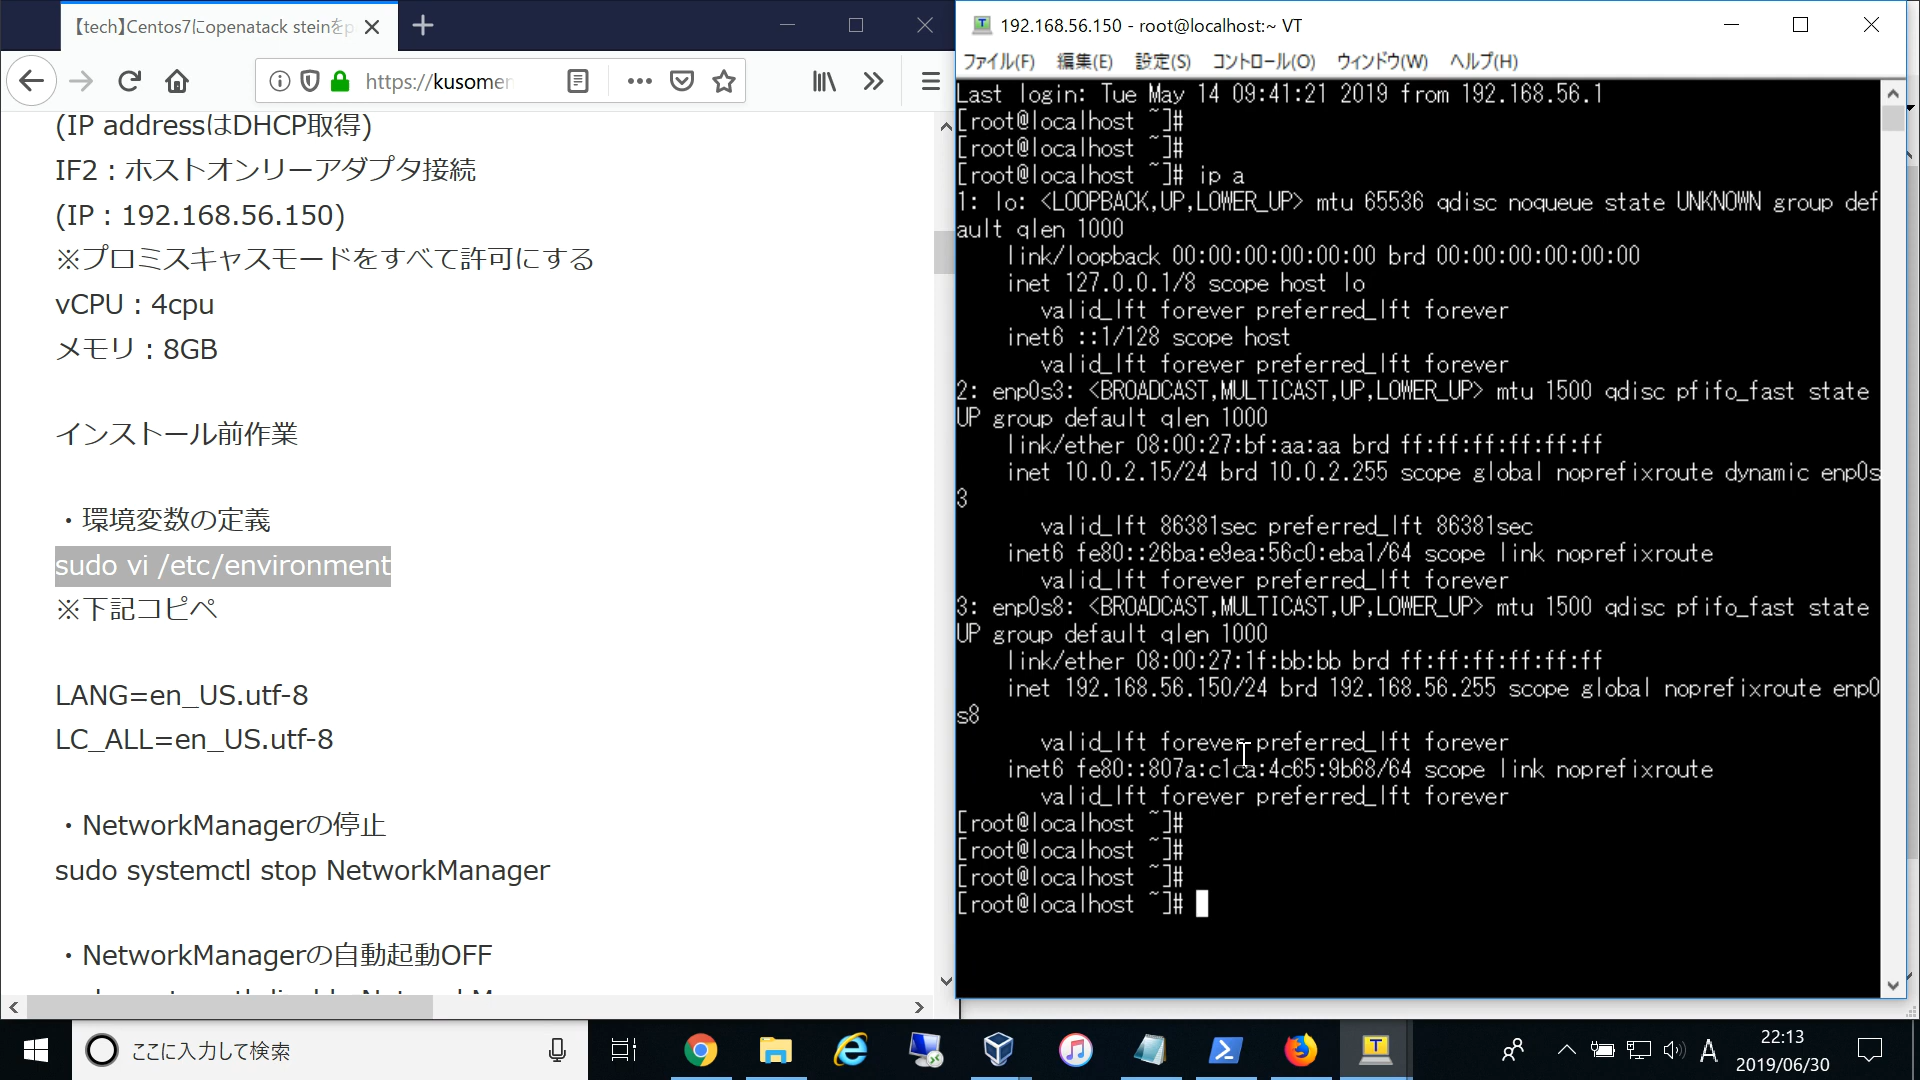 【tech】Centos7にopenatack steinをp
https://kusomen
(IP addressはDHCP取得)
IF2：ホストオンリーアダプタ接続
(IP：192.168.56.150)
※プロミスキャスモードをすべて許可にする
vCPU：4cpu
メモリ：8GB
インストール前作業
・環境変数の定義
sudo vi /etc/environment
※下記コピペ
LANG=en_US.utf-8
LC_ALL=en_US.utf-8
・NetworkManagerの停止
sudo systemctl stop NetworkManager
・NetworkManagerの自動起動OFF
192.168.56.150 - root@localhost:~ VT
ファイル(F) 編集(E) 設定(S) コントロール(O) ウィンドウ(W) ヘルプ(H)
Last login: Tue May 14 09:41:21 2019 from 192.168.56.1
[root@localhost ~]#
[root@localhost ~]#
[root@localhost ~]# ip a
1: lo: <LOOPBACK,UP,LOWER_UP> mtu 65536 qdisc noqueue state UNKNOWN group def
ault qlen 1000
link/loopback 00:00:00:00:00:00 brd 00:00:00:00:00:00
inet 127.0.0.1/8 scope host lo
valid_lft forever preferred_lft forever
inet6 ::1/128 scope host
valid_lft forever preferred_lft forever
2: enp0s3: <BROADCAST,MULTICAST,UP,LOWER_UP> mtu 1500 qdisc pfifo_fast state
UP group default qlen 1000
link/ether 08:00:27:bf:aa:aa brd ff:ff:ff:ff:ff:ff
inet 10.0.2.15/24 brd 10.0.2.255 scope global noprefixroute dynamic enp0s
3
valid_lft 86381sec preferred_lft 86381sec
inet6 fe80::26ba:e9ea:56c0:eba1/64 scope link noprefixroute
valid_lft forever preferred_lft forever
3: enp0s8: <BROADCAST,MULTICAST,UP,LOWER_UP> mtu 1500 qdisc pfifo_fast state
UP group default qlen 1000
link/ether 08:00:27:1f:bb:bb brd ff:ff:ff:ff:ff:ff
inet 192.168.56.150/24 brd 192.168.56.255 scope global noprefixroute enp0
s8
valid_lft forever preferred_lft forever
inet6 fe80::807a:c1ca:4c65:9b68/64 scope link noprefixroute
valid_lft forever preferred_lft forever
[root@localhost ~]#
[root@localhost ~]#
[root@localhost ~]#
[root@localhost ~]#
ここに入力して検索
A
22:13
2019/06/30